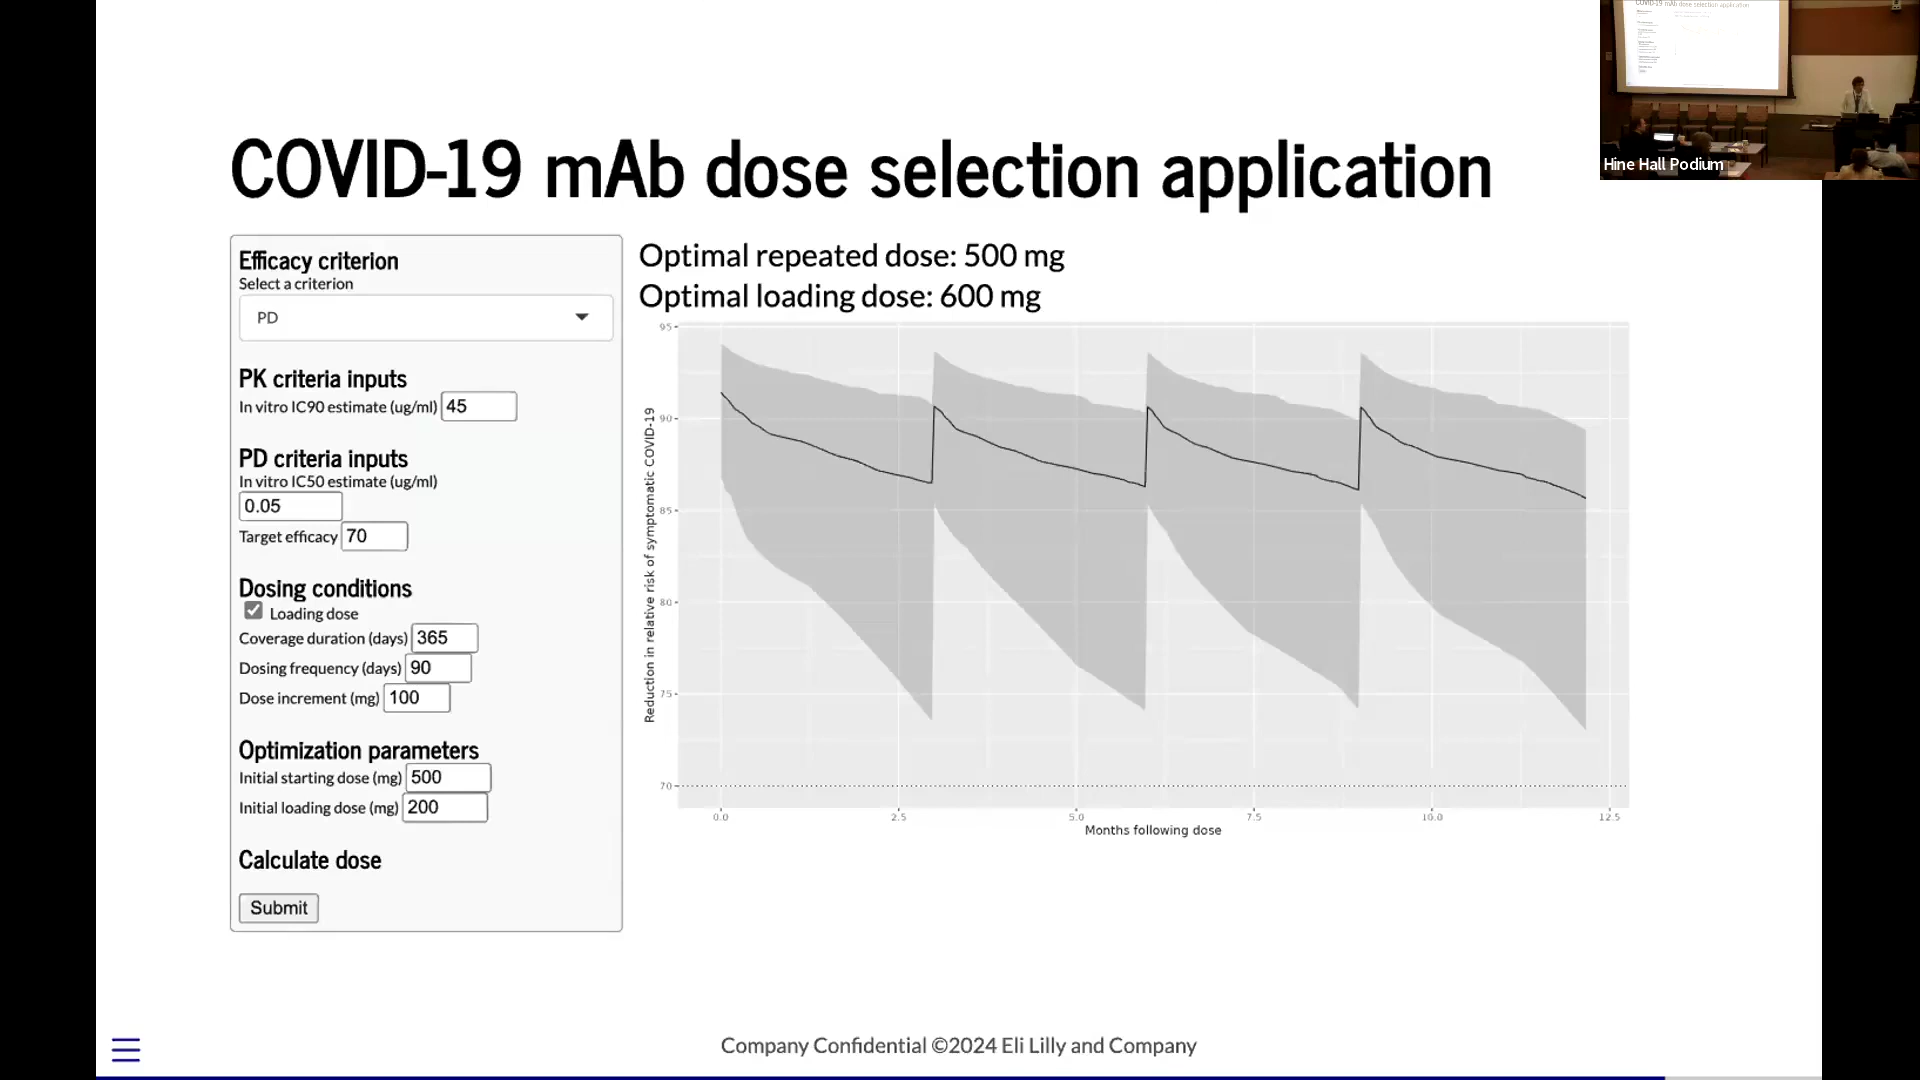 COVID-19 mAb dose selection application
Hine Hall Podium
COVID-19 mAb dose selection application
Efficacy criterion
Select a criterion
PD
PK criteria inputs
In vitro IC90 estimate (ug/ml) 45
PD criteria inputs
In vitro IC50 estimate (ug/ml)
0.05
Target efficacy 70
Dosing conditions
Loading dose
Coverage duration (days) 365
Dosing frequency (days) 90
Dose increment (mg) 100
Optimization parameters
Initial starting dose (mg) 500
Initial loading dose (mg) 200
Calculate dose
Submit
Optimal repeated dose: 500 mg
Optimal loading dose: 600 mg
Reduction in relative risk of symptomatic COVID-19
95
90
85
80
75
70
0.0 2.5 5.0 7.5 10.0 12.5
Months following dose
Company Confidential ©2024 Eli Lilly and Company